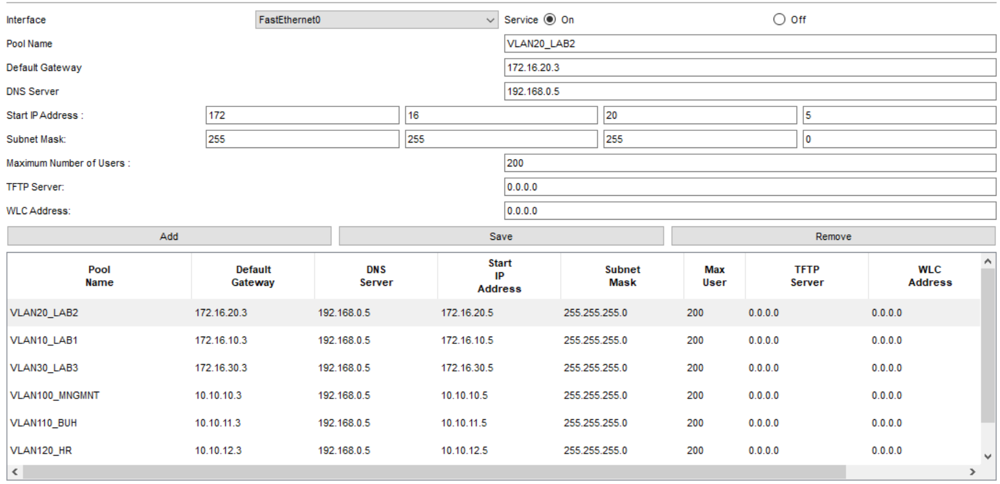 Interface FastEthernet0 Service On Off
Pool Name VLAN20_LAB2
Default Gateway 172.16.20.3
DNS Server 192.168.0.5
Start IP Address : 172 16 20 5
Subnet Mask: 255 255 255 0
Maximum Number of Users : 200
TFTP Server: 0.0.0.0
WLC Address: 0.0.0.0
Add Save Remove
Pool Name Default Gateway DNS Server Start IP Address Subnet Mask Max User TFTP Server WLC Address
VLAN20_LAB2 172.16.20.3 192.168.0.5 172.16.20.5 255.255.255.0 200 0.0.0.0 0.0.0.0
VLAN10_LAB1 172.16.10.3 192.168.0.5 172.16.10.5 255.255.255.0 200 0.0.0.0 0.0.0.0
VLAN30_LAB3 172.16.30.3 192.168.0.5 172.16.30.5 255.255.255.0 200 0.0.0.0 0.0.0.0
VLAN100_MNGMNT 10.10.10.3 192.168.0.5 10.10.10.5 255.255.255.0 200 0.0.0.0 0.0.0.0
VLAN110_BUH 10.10.11.3 192.168.0.5 10.10.11.5 255.255.255.0 200 0.0.0.0 0.0.0.0
VLAN120_HR 10.10.12.3 192.168.0.5 10.10.12.5 255.255.255.0 200 0.0.0.0 0.0.0.0